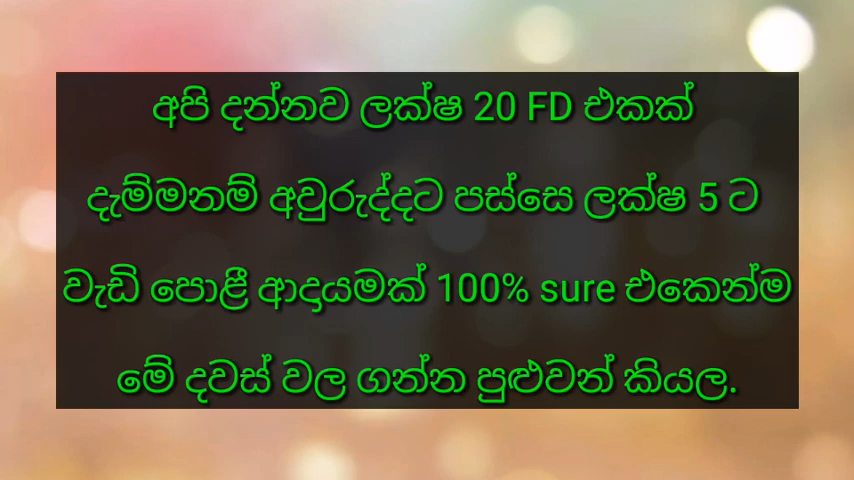 අපි දන්නව ලක්ෂ 20 FD එකක්
දැම්මනම් අවුරුද්දට පස්සෙ ලක්ෂ 5 ට
වැඩි පොළී ආදායමක් 100% sure එකෙන්ම
මේ දවස් වල ගන්න පුළුවන් කියල.